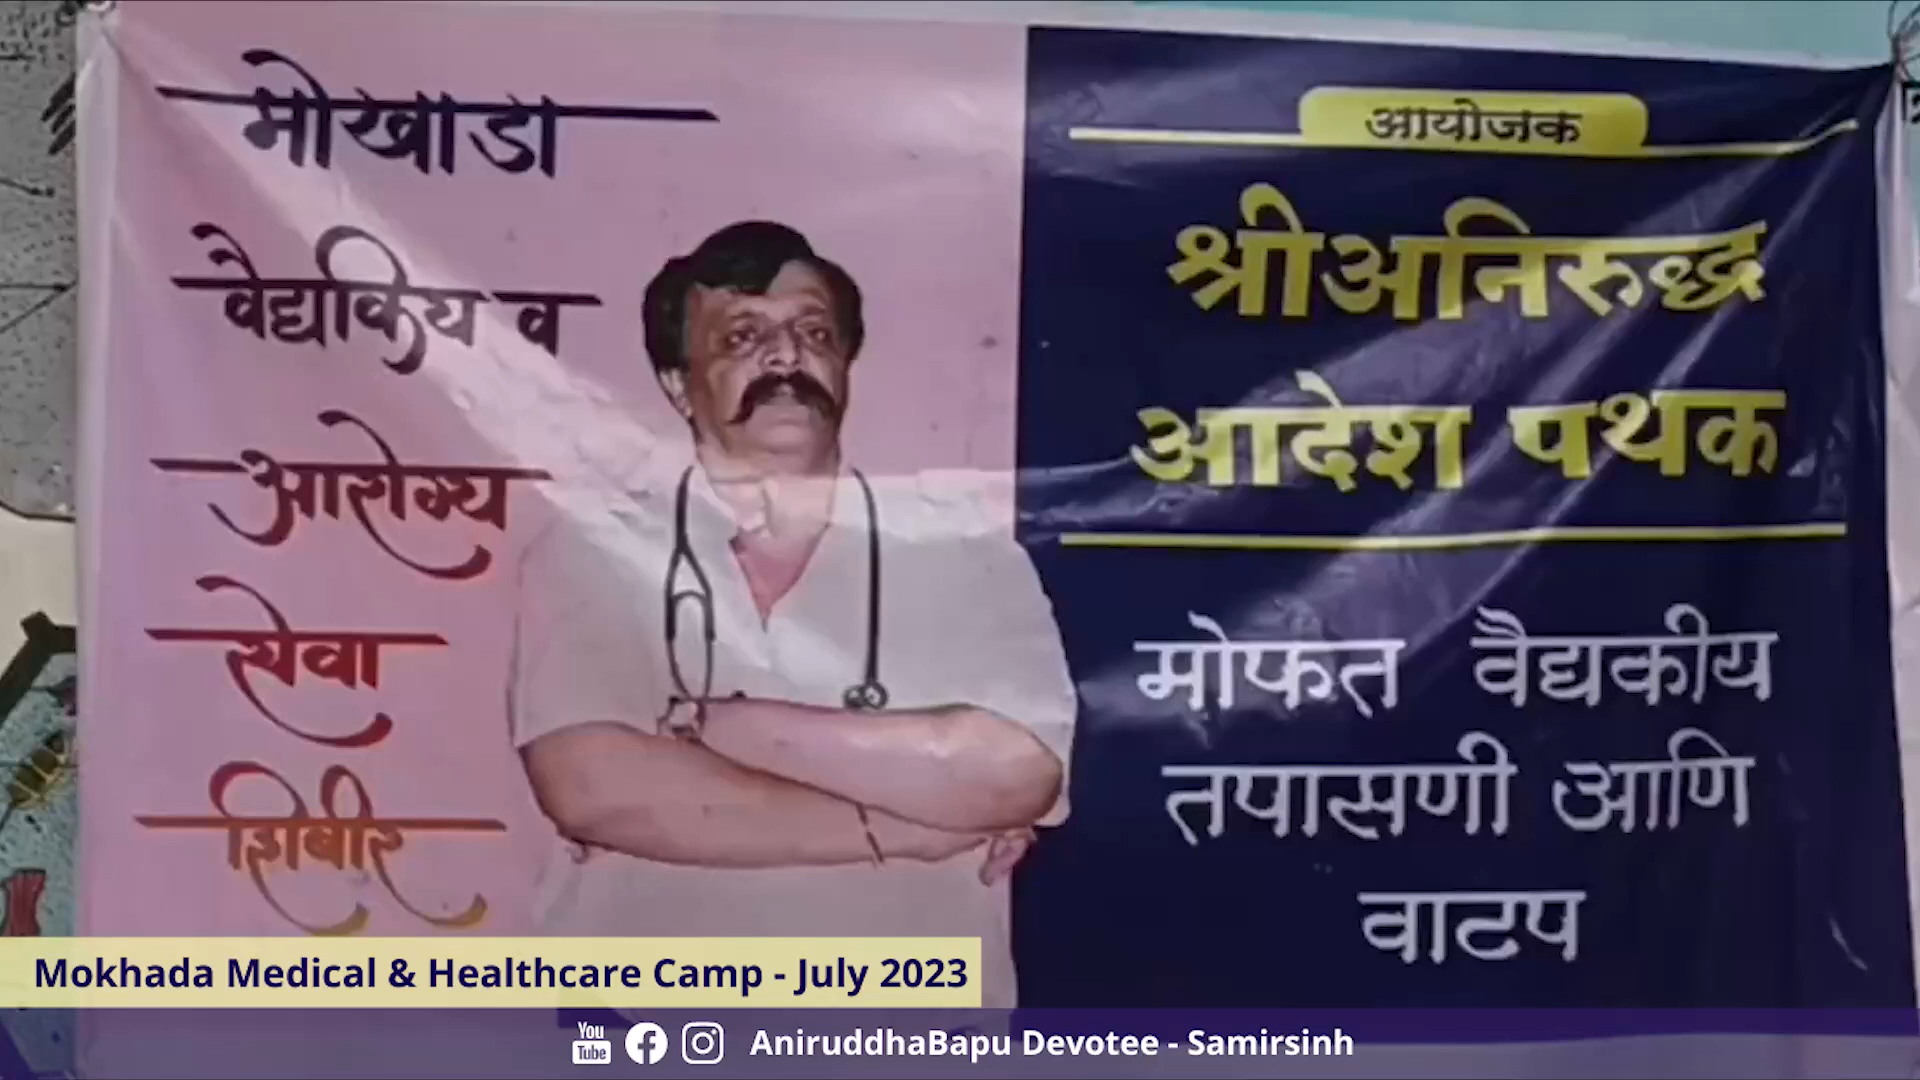 मोखाडा
वैद्यकिय व
आरोग्य
सेवा
शिबीर
आयोजक
श्रीअनिरुद्ध
आदेश पथक
मोफत वैद्यकीय
तपासणी आणि
वाटप
Mokhada Medical & Healthcare Camp - July 2023
You
Tube
AniruddhaBapu Devotee - Samirsinh